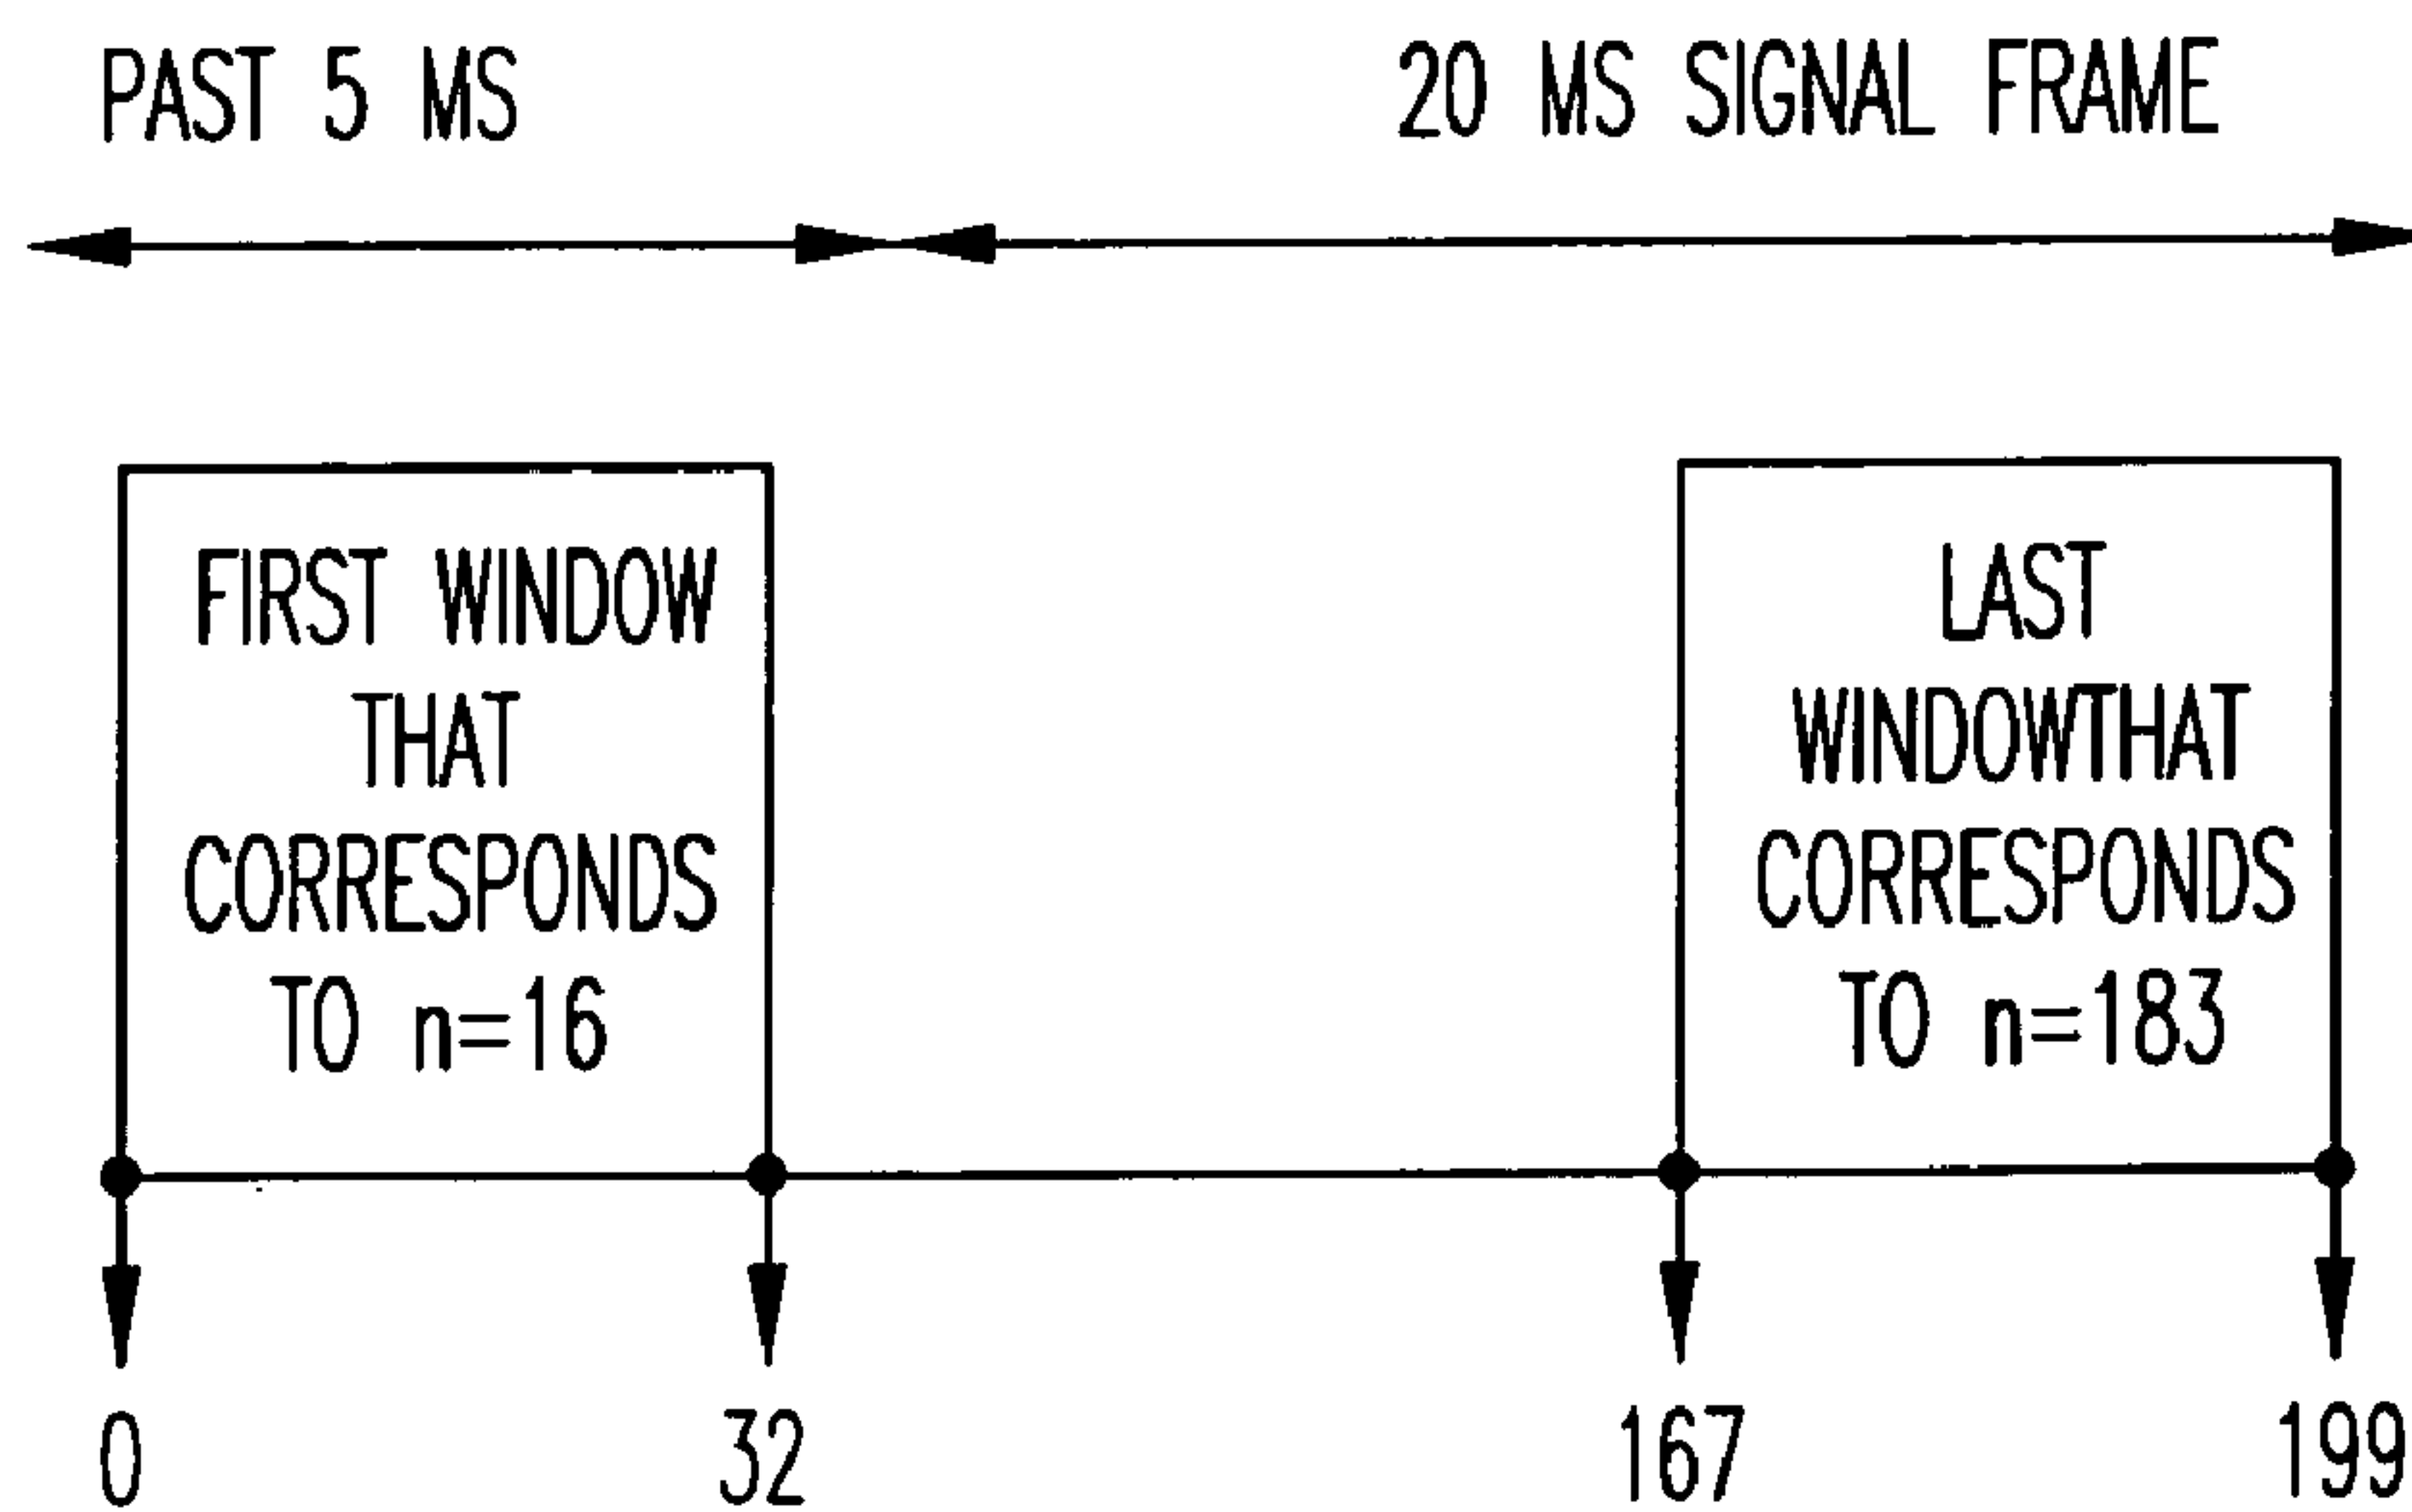 PAST 5 MS
20 MS SIGNAL FRAME
FIRST WINDOW
THAT
CORRESPONDS
TO n=16
LAST
WINDOWTHAT
CORRESPONDS
TO n=183
0
32
167
199